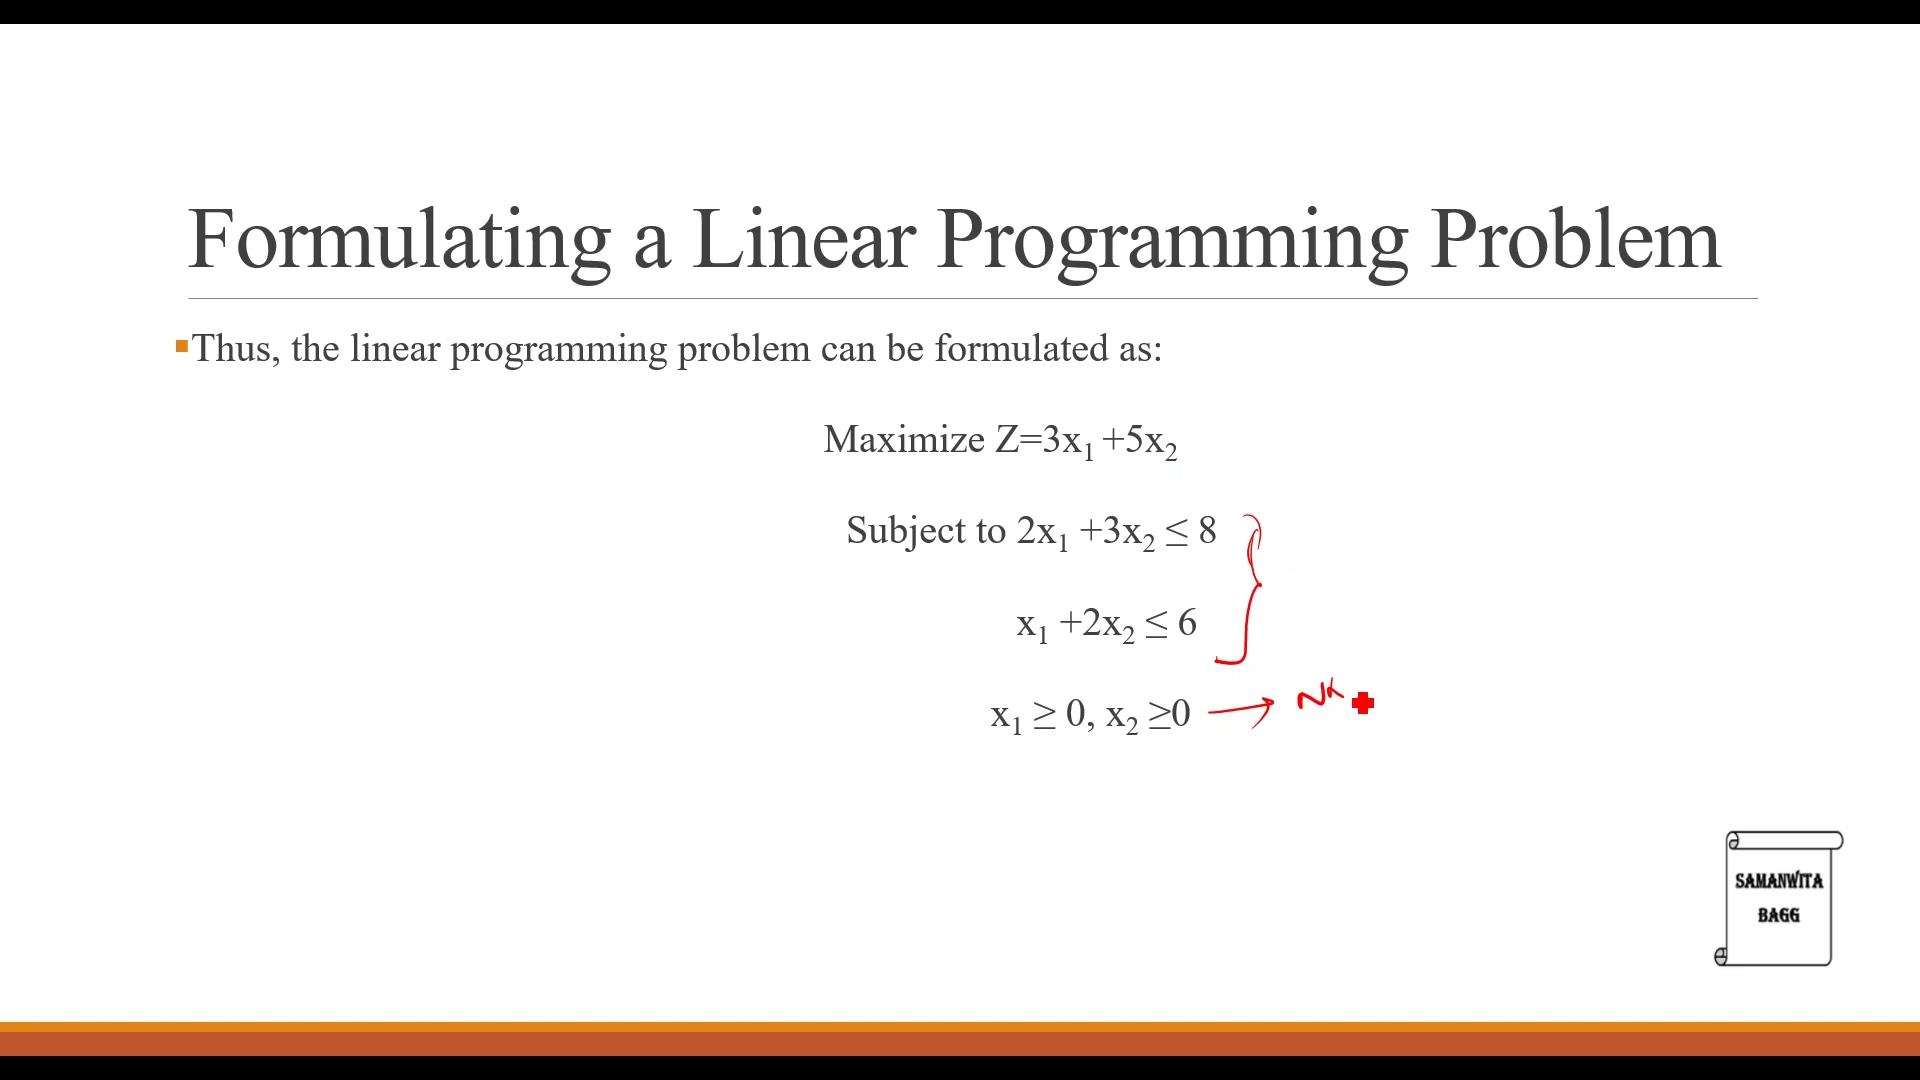 Formulating a Linear Programming Problem
▪Thus, the linear programming problem can be formulated as:
Maximize Z=3x₁ +5x₂
Subject to 2x₁ +3x₂ ≤ 8
x₁ +2x₂ ≤ 6
x₁ ≥ 0, x₂ ≥0
SAMANWITA
BAGG